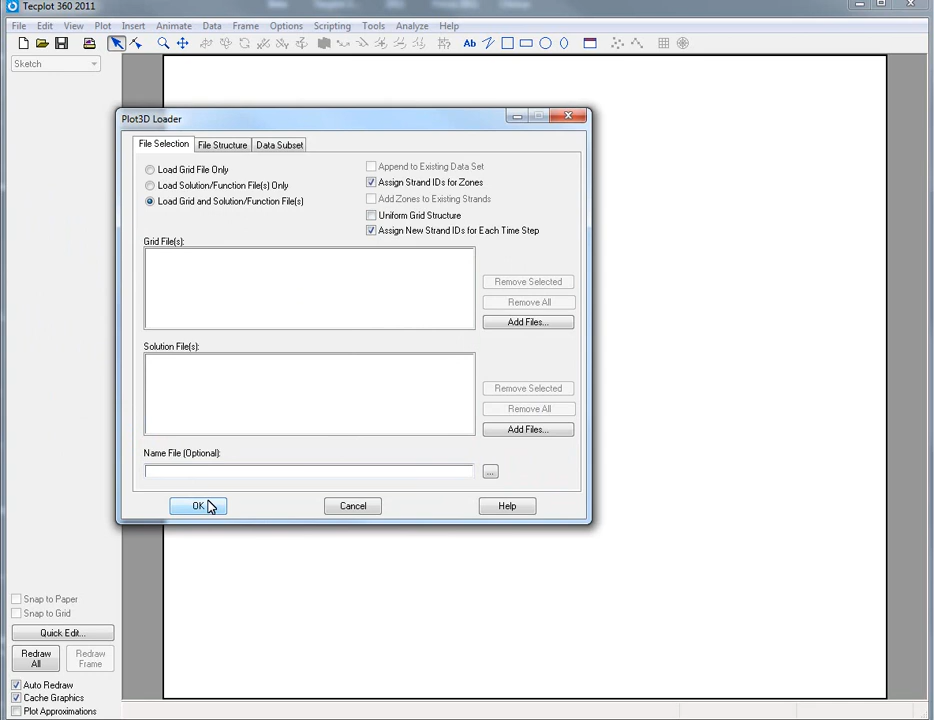 Tecplot 360 2011
File Edit View Plot Insert Animate Data Frame Options Scripting Tools Analyze Help
Ab
Sketch
Plot3D Loader
File Selection File Structure Data Subset
Load Grid File Only
Load Solution/Function File(s) Only
Load Grid and Solution/Function File(s)
Append to Existing Data Set
Assign Strand IDs for Zones
Add Zones to Existing Strands
Uniform Grid Structure
Assign New Strand IDs for Each Time Step
Grid File(s):
Remove Selected
Remove All
Add Files...
Solution File(s):
Remove Selected
Remove All
Add Files...
Name File (Optional):
...
OK Cancel Help
Snap to Paper
Snap to Grid
Quick Edit...
Redraw All
Redraw Frame
Auto Redraw
Cache Graphics
Plot Approximations